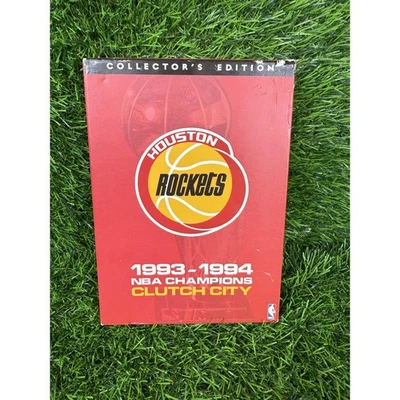 COLLECTOR'S EDITION
HOUSTON
ROCKETS
1993-1994
NBA CHAMPIONS
CLUTCH CITY